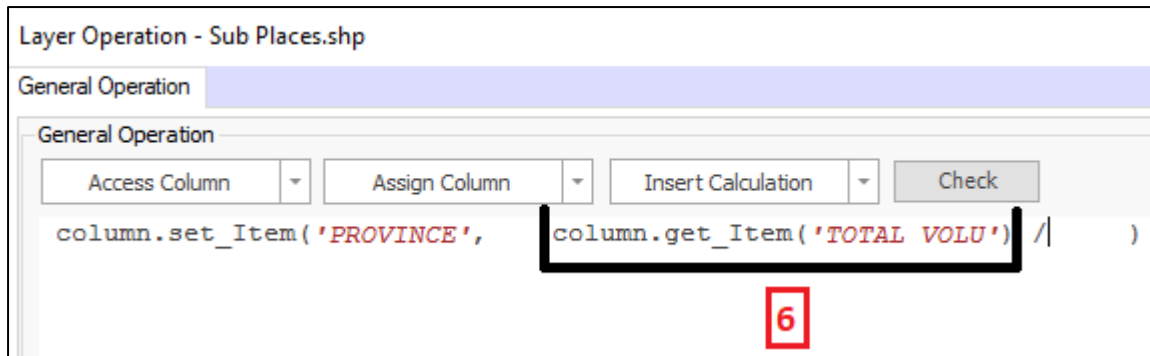 Layer Operation - Sub Places.shp
General Operation
General Operation
Access Column Assign Column Insert Calculation Check
column.set_Item('PROVINCE', column.get_Item('TOTAL VOLU') / )
6